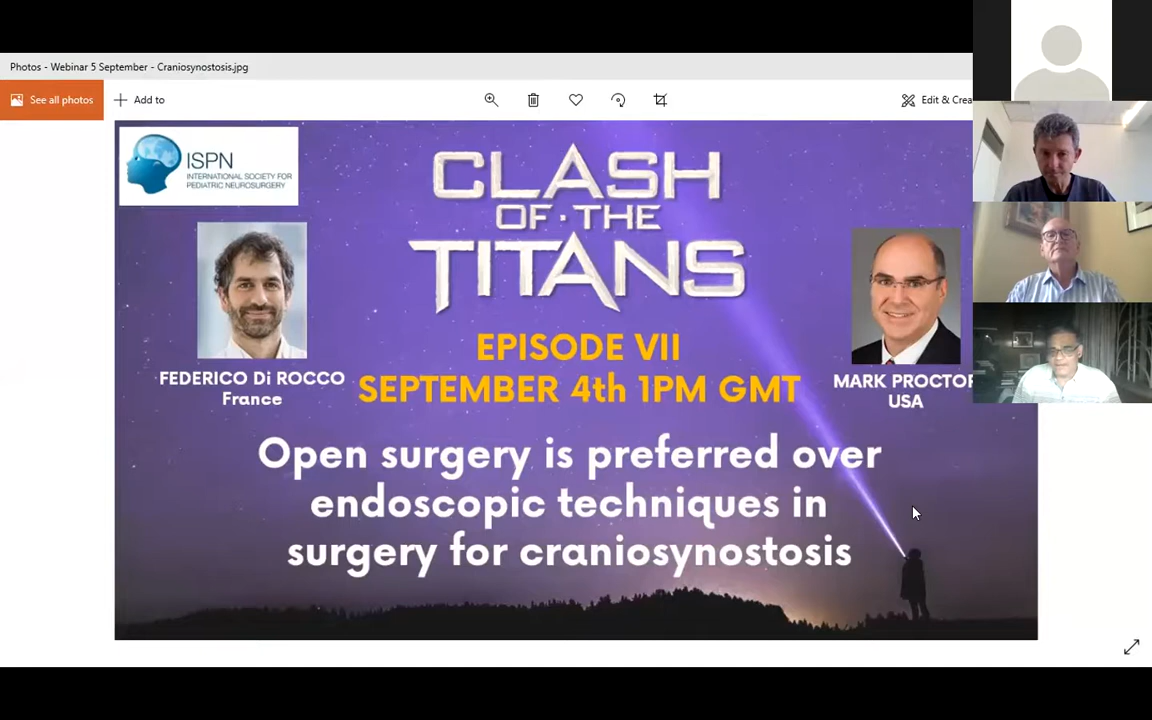 Photos - Webinar 5 September - Craniosynostosis.jpg
See all photos
Add to
Edit & Crea
ISPN
INTERNATIONAL SOCIETY FOR
PEDIATRIC NEUROSURGERY
CLASH
OF·THE
TITANS
EPISODE VII
SEPTEMBER 4th 1PM GMT
FEDERICO Di ROCCO
France
MARK PROCTOR
USA
Open surgery is preferred over
endoscopic techniques in
surgery for craniosynostosis